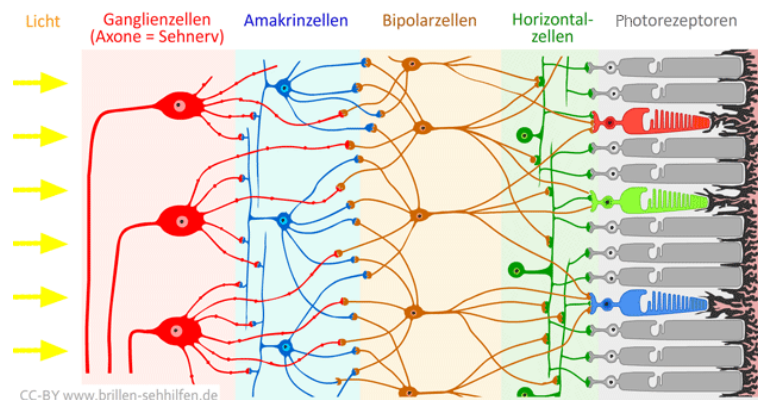 Licht
Ganglienzellen
(Axone = Sehnerv)
Amakrinzellen
Bipolarzellen
Horizontal-
zellen
Photorezeptoren
CC-BY www.brillen-sehhilfen.de